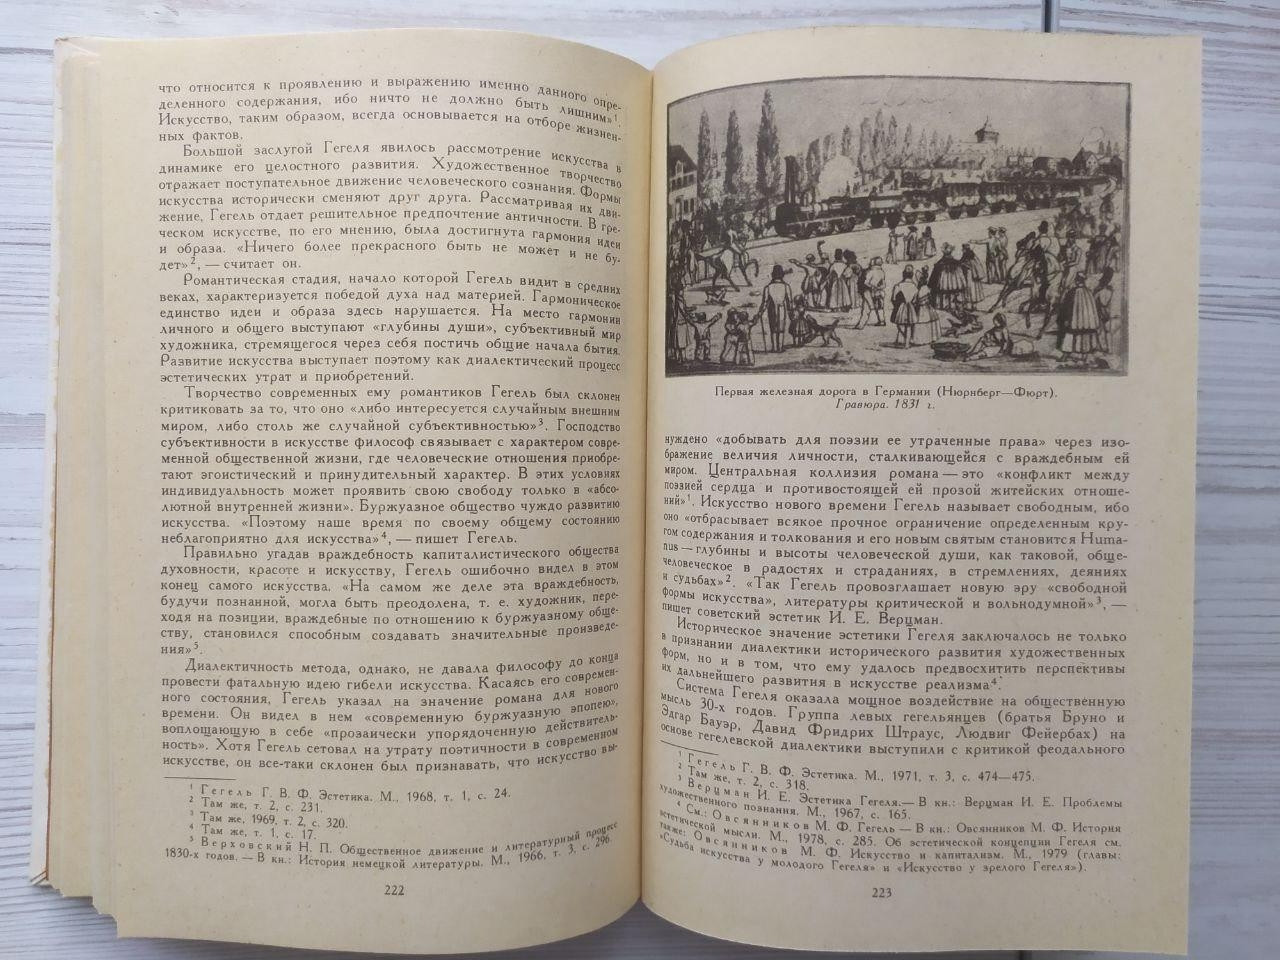 что относится к проявлению и выражению именно данного опре-
деленного содержания, ибо ничто не должно быть лишним»¹.
Искусство, таким образом, всегда основывается на отборе жизнен-
ных фактов.
Большой заслугой Гегеля явилось рассмотрение искусства в
динамике его целостного развития. Художественное творчество
отражает поступательное движение человеческого сознания. Формы
искусства исторически сменяют друг друга. Рассматривая их дви-
жение, Гегель отдает решительное предпочтение античности. В гре-
ческом искусстве, по его мнению, была достигнута гармония идеи
и образа. «Ничего более прекрасного быть не может и не бу-
дет»², — считает он.
Романтическая стадия, начало которой Гегель видит в средних
веках, характеризуется победой духа над материей. Гармоническое
единство идеи и образа здесь нарушается. На место гармонии
личного и общего выступают «глубины души», субъективный мир
художника, стремящегося через себя постичь общие начала бытия.
Развитие искусства выступает поэтому как диалектический процесс
эстетических утрат и приобретений.
Творчество современных ему романтиков Гегель был склонен
критиковать за то, что оно «либо интересуется случайным внешним
миром, либо столь же случайной субъективностью»³. Господство
субъективности в искусстве философ связывает с характером совре-
менной общественной жизни, где человеческие отношения приобре-
тают эгоистический и принудительный характер. В этих условиях
индивидуальность может проявить свою свободу только в «абсо-
лютной внутренней жизни». Буржуазное общество чуждо развитию
искусства. «Поэтому наше время по своему общему состоянию
неблагоприятно для искусства»⁴, — пишет Гегель.
Правильно угадав враждебность капиталистического общества
духовности, красоте и искусству, Гегель ошибочно видел в этом
конец самого искусства. «На самом же деле эта враждебность,
будучи познанной, могла быть преодолена, т. е. художник, пере-
ходя на позиции, враждебные по отношению к буржуазному обще-
ству, становился способным создавать значительные произведе-
ния»⁵.
Диалектичность метода, однако, не давала философу до конца
провести фатальную идею гибели искусства. Касаясь его современ-
ного состояния, Гегель указал на значение романа для нового
времени. Он видел в нем «современную буржуазную эпопею»,
воплощающую в себе «прозаически упорядоченную действитель-
ность». Хотя Гегель сетовал на утрату поэтичности в современном
искусстве, он все-таки склонен был признавать, что искусство вы-
¹ Гегель Г. В. Ф. Эстетика. М., 1968, т. 1, с. 24.
² Там же, т. 2, с. 231.
³ Там же, 1969, т. 2, с. 320.
⁴ Там же, т. 1, с. 17.
⁵ Верховский Н. П. Общественное движение и литературный процесс
1830-х годов. — В кн.: История немецкой литературы. М., 1966, т. 3, с. 296.
222
Первая железная дорога в Германии (Нюрнберг—Фюрт).
Гравюра. 1831 г.
нуждено «добывать для поэзии ее утраченные права» через изо-
бражение величия личности, сталкивающейся с враждебным ей
миром. Центральная коллизия романа — это «конфликт между
поэзией сердца и противостоящей ей прозой житейских отноше-
ний»¹. Искусство нового времени Гегель называет свободным, ибо
оно «отбрасывает всякое прочное ограничение определенным кру-
гом содержания и толкования и его новым святым становится Huma-
nus — глубины и высоты человеческой души, как таковой, обще-
человеческое в радостях и страданиях, в стремлениях, деяниях
и судьбах»². «Так Гегель провозглашает новую эру «свободной
формы искусства», литературы критической и вольнодумной»³, —
пишет советский эстетик И. Е. Верцман.
Историческое значение эстетики Гегеля заключалось не только
в признании диалектики исторического развития художественных
форм, но и в том, что ему удалось предвосхитить перспективы
их дальнейшего развития в искусстве реализма⁴.
Система Гегеля оказала мощное воздействие на общественную
мысль 30-х годов. Группа левых гегельянцев (братья Бруно и
Эдгар Бауэр, Давид Фридрих Штраус, Людвиг Фейербах) на
основе гегелевской диалектики выступили с критикой феодального
¹ Гегель Г. В. Ф. Эстетика. М., 1971, т. 3, с. 474—475.
² Там же, т. 2, с. 318.
³ Верцман И. Е. Эстетика Гегеля. — В кн.: Верцман И. Е. Проблемы
художественного познания. М., 1967, с. 165.
⁴ См.: Овсянников М. Ф. Гегель — В кн.: Овсянников М. Ф. История
эстетической мысли. М., 1978, с. 285. Об эстетической концепции Гегеля см.
также: Овсянников М. Ф. Искусство и капитализм. М., 1979 (главы:
«Судьба искусства у молодого Гегеля» и «Искусство у зрелого Гегеля»).
223